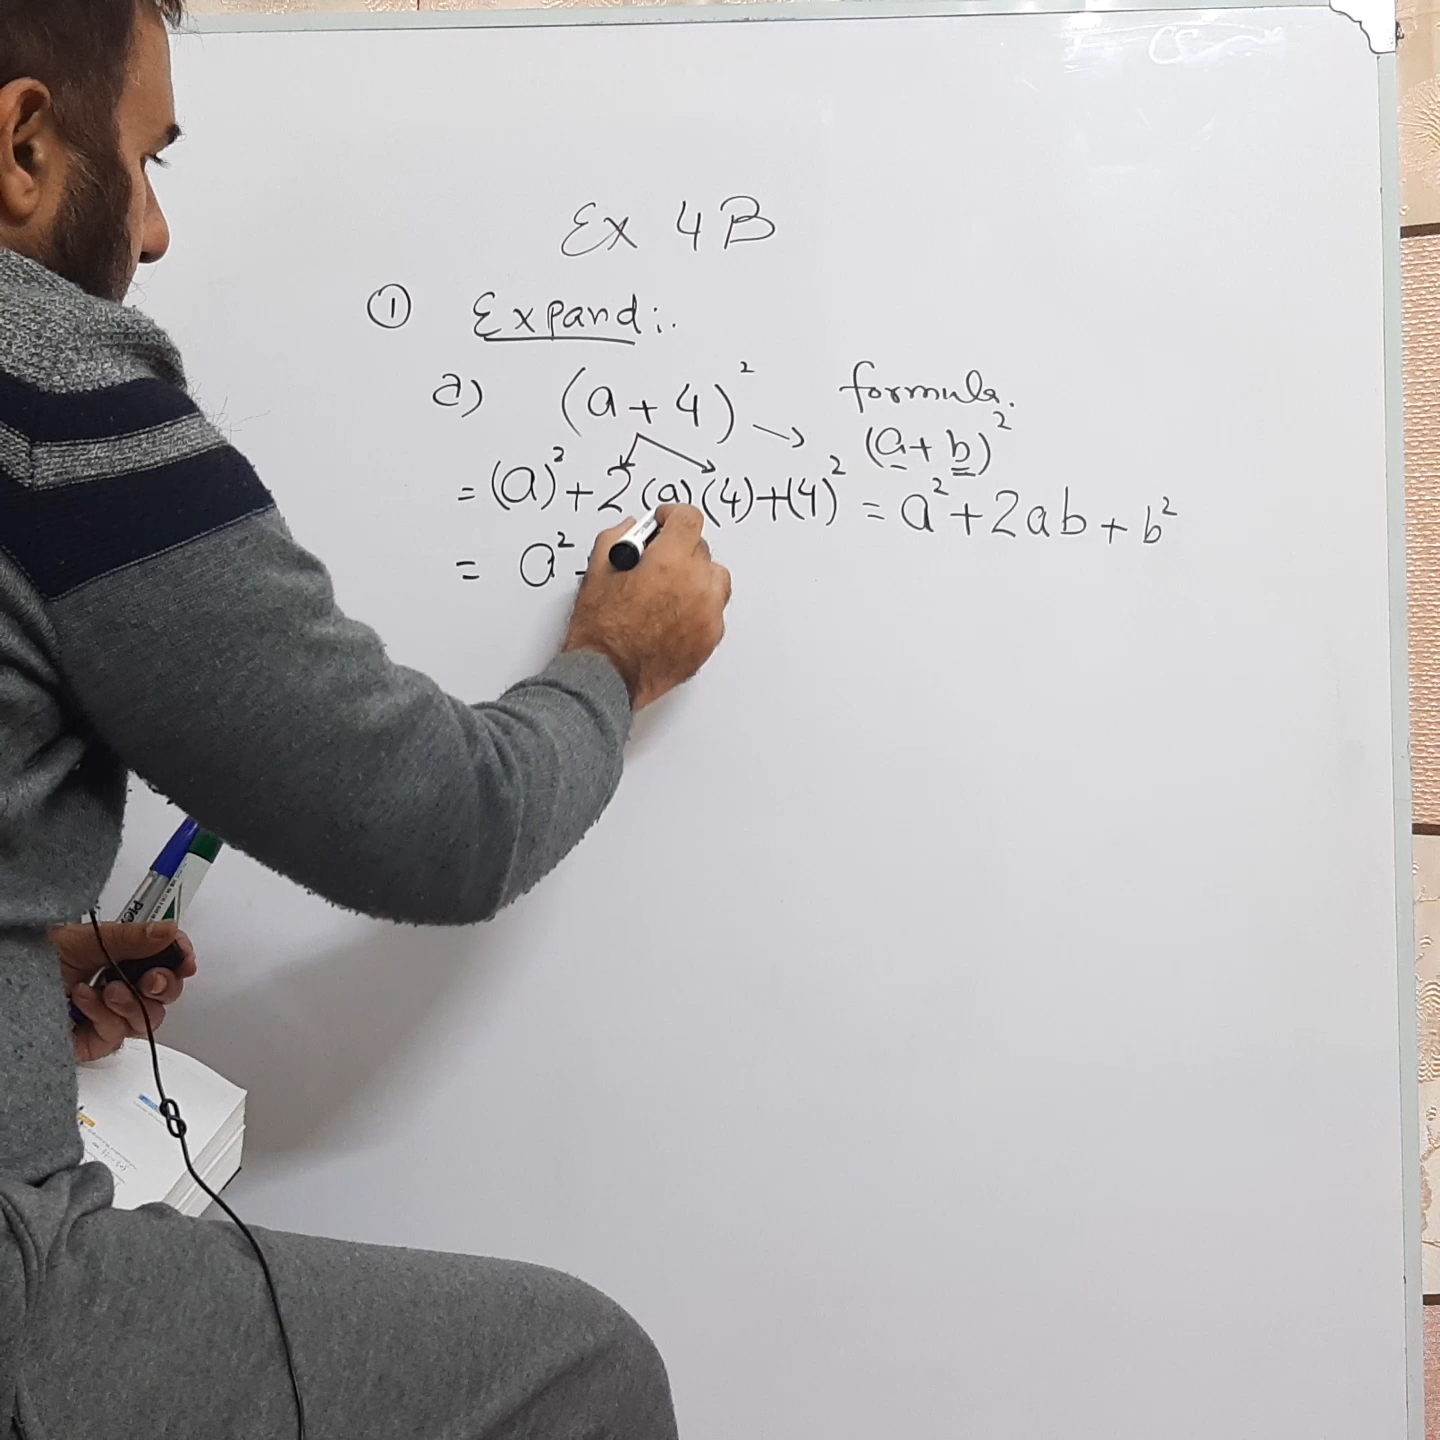 Ex 4B
① Expand:.
a) (a+4)² → formula.
(a+b)²
= (a)²+2(a)(4)+(4)² = a²+2ab+b²
= a²+